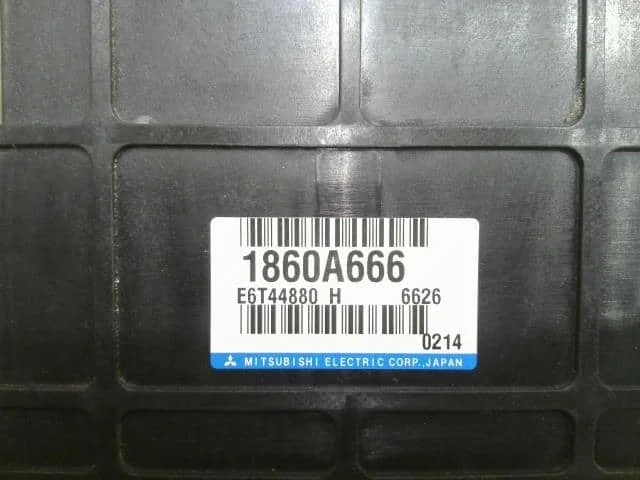 1860A666
E6T44880 H 6626
0214
MITSUBISHI ELECTRIC CORP.,JAPAN